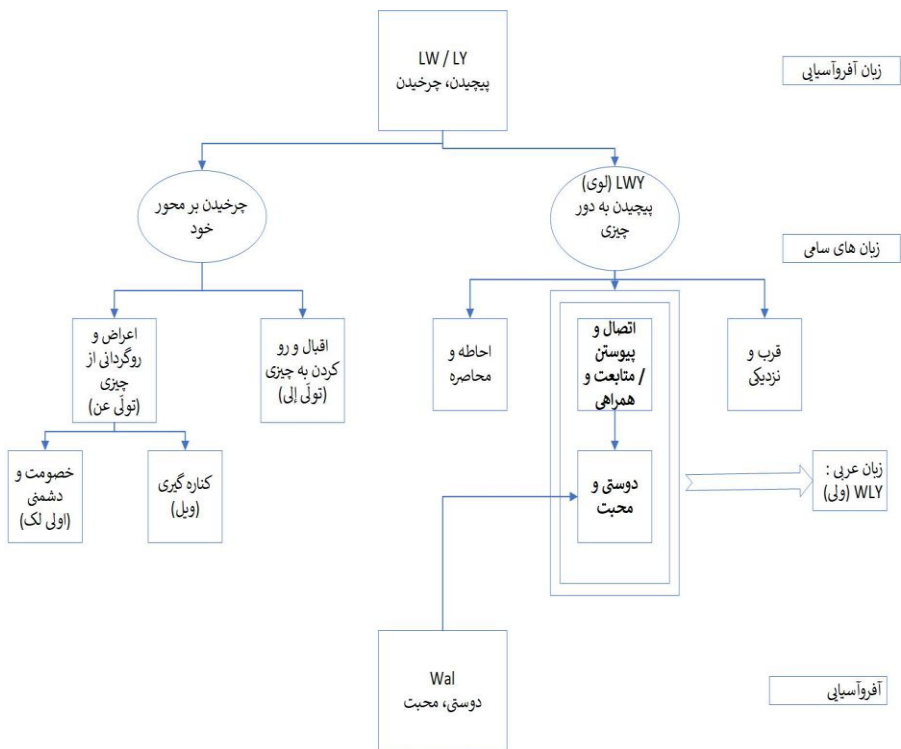 LW / LY
پیچیدن، چرخیدن
زبان آفروآسیایی
LWY (لوی)
پیچیدن به دور
چیزی
چرخیدن بر محور
خود
زبان های سامی
قرب و
نزدیکی
اتصال و
پیوستن
/ متابعت و
همراهی
احاطه و
محاصره
اقبال و رو
کردن به چیزی
(تولّی إلی)
اعراض و
روگردانی از
چیزی
(تولّی عن)
زبان عربی :
WLY (ولی)
دوستی و
محبت
کناره گیری
(ویل)
خصومت و
دشمنی
(اولی لک)
Wal
دوستی، محبت
آفروآسیایی